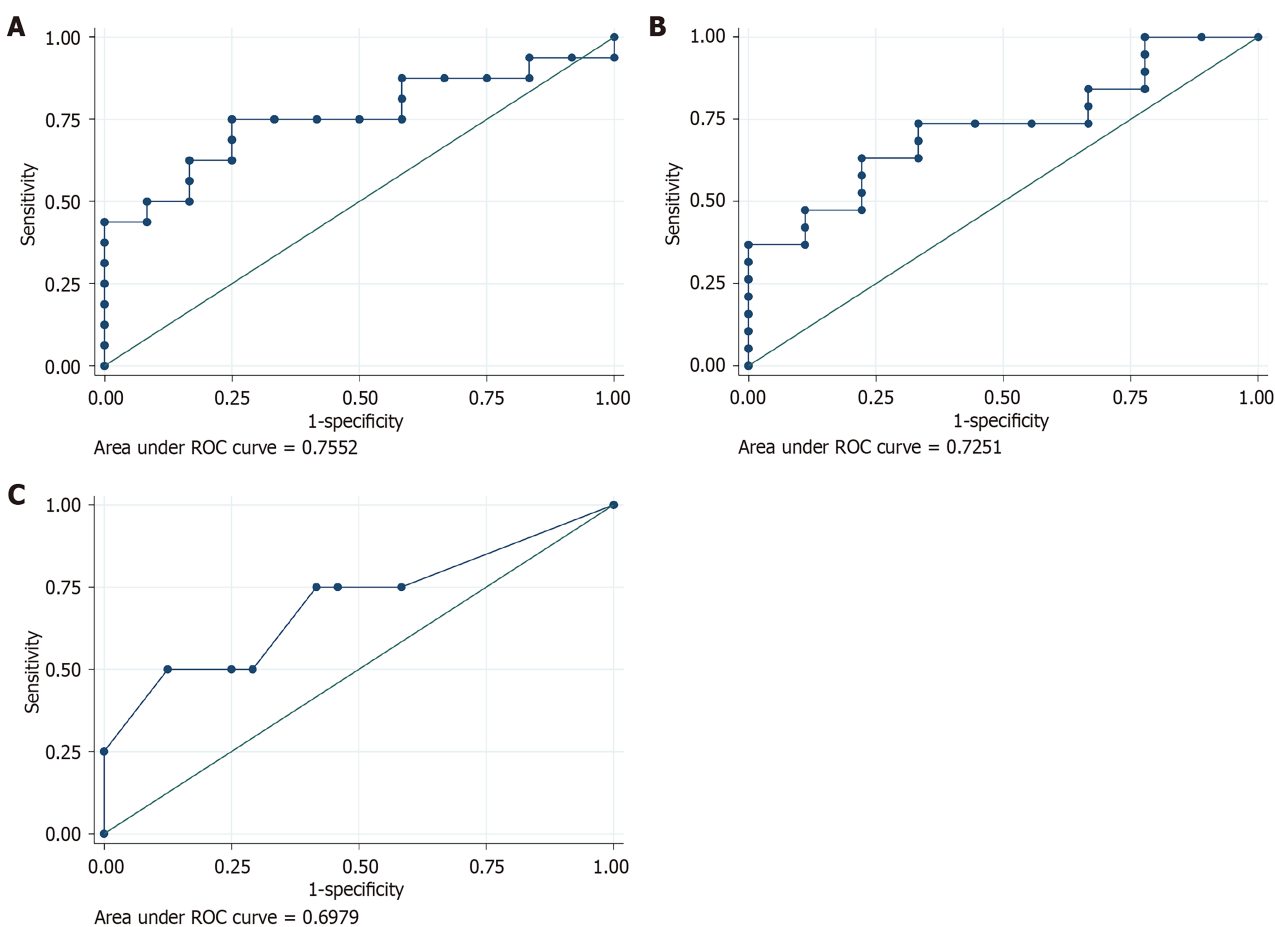 A
1.00
0.75
0.50
0.25
0.00
Sensitivity
0.00 0.25 0.50 0.75 1.00
1-specificity
Area under ROC curve = 0.7552
B
1.00
0.75
0.50
0.25
0.00
Sensitivity
0.00 0.25 0.50 0.75 1.00
1-specificity
Area under ROC curve = 0.7251
C
1.00
0.75
0.50
0.25
0.00
Sensitivity
0.00 0.25 0.50 0.75 1.00
1-specificity
Area under ROC curve = 0.6979